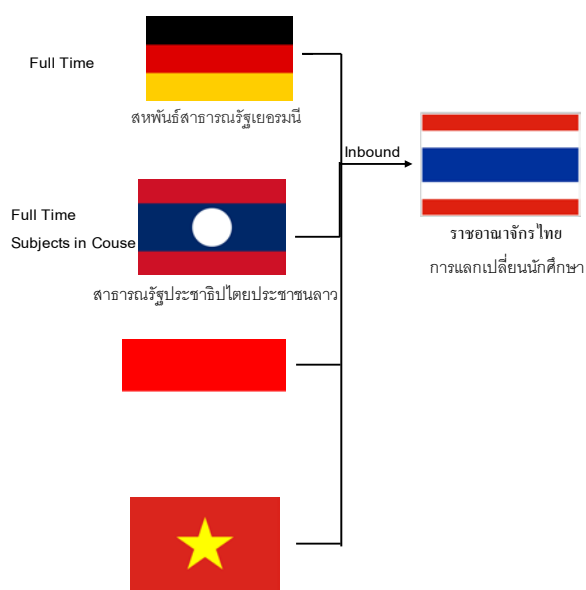 Full Time
สหพันธ์สาธารณรัฐเยอรมนี
Inbound
ราชอาณาจักรไทย
การแลกเปลี่ยนนักศึกษา
Full Time
Subjects in Couse
สาธารณรัฐประชาธิปไตยประชาชนลาว